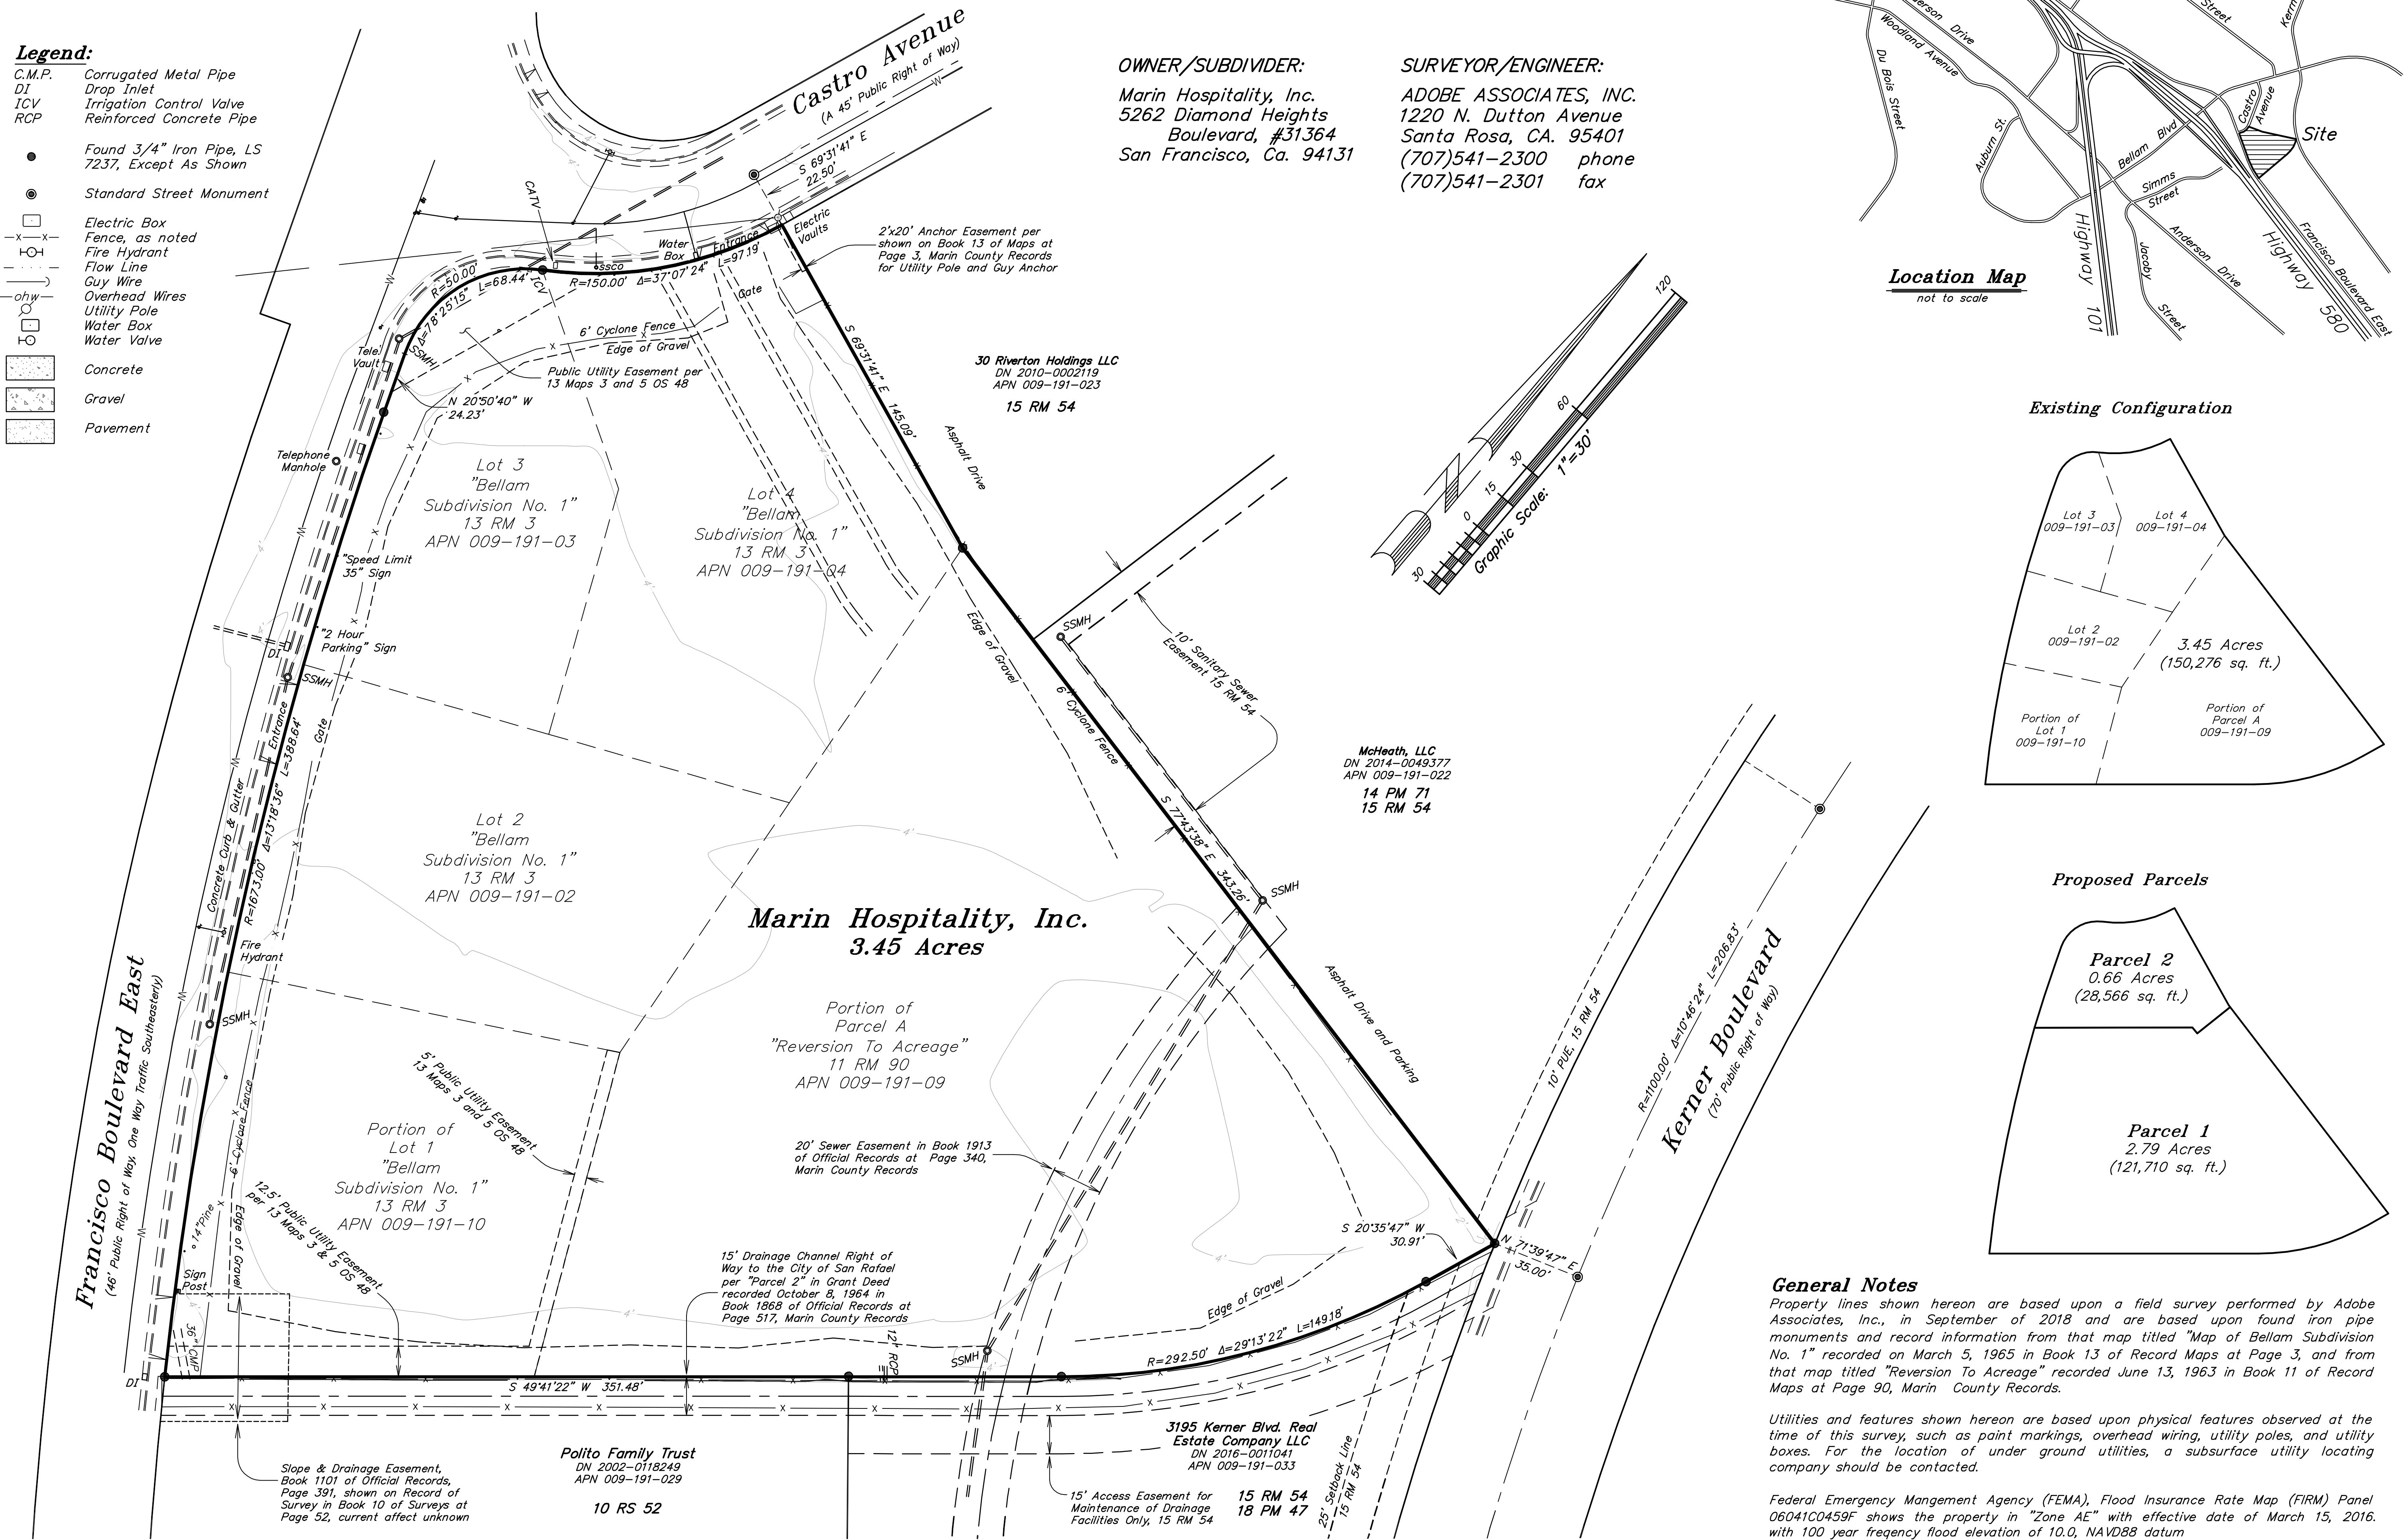 Legend:
C.M.P. Corrugated Metal Pipe
DI Drop Inlet
ICV Irrigation Control Valve
RCP Reinforced Concrete Pipe
Found 3/4" Iron Pipe, LS
7237, Except As Shown
Standard Street Monument
Electric Box
—x——x— Fence, as noted
Fire Hydrant
Flow Line
Guy Wire
—ohw— Overhead Wires
Utility Pole
Water Box
Water Valve
Concrete
Gravel
Pavement
Castro Avenue
(A 45' Public Right of Way)
W
S 69°31'41" E
22.50'
OWNER/SUBDIVIDER:
Marin Hospitality, Inc.
5262 Diamond Heights
Boulevard, #31364
San Francisco, Ca. 94131
SURVEYOR/ENGINEER:
ADOBE ASSOCIATES, INC.
1220 N. Dutton Avenue
Santa Rosa, CA. 95401
(707)541-2300 phone
(707)541-2301 fax
Drive
Woodland Avenue
Du Bois Street
Auburn St.
Bellam Blvd
Simms
Street
Jacoby
Street
Anderson Drive
Highway 101
Highway 580
Francisco Boulevard East
Castro
Avenue
Street
Site
Location Map
not to scale
CATV
ICV
ssco
Water
Box
Entrance
Electric
Vaults
Gate
R=50.00'
Δ=78°25'15" L=68.44'
R=150.00' Δ=37°07'24" L=97.19'
2'x20' Anchor Easement per
shown on Book 13 of Maps at
Page 3, Marin County Records
for Utility Pole and Guy Anchor
6' Cyclone Fence
Edge of Gravel
Tele.
Vault
SSMH
Public Utility Easement per
13 Maps 3 and 5 OS 48
N 20°50'40" W
24.23'
S 69°31'41" E 145.09'
30 Riverton Holdings LLC
DN 2010-0002119
APN 009-191-023
15 RM 54
Asphalt Drive
Telephone
Manhole
Lot 3
"Bellam
Subdivision No. 1"
13 RM 3
APN 009-191-03
Lot 4
"Bellam
Subdivision No. 1"
13 RM 3
APN 009-191-04
"Speed Limit
35" Sign
"2 Hour
Parking" Sign
DI
SSMH
Entrance
Gate
Concrete Curb & Gutter
R=1673.00' Δ=13°18'36" L=388.64'
Edge of Gravel
6' Cyclone Fence
SSMH
10' Sanitary Sewer
Easement 15 RM 54
S 77°43'38" E 343.26'
SSMH
30 0 15 30 60 120
Graphic Scale: 1"=30'
McHeath, LLC
DN 2014-0049377
APN 009-191-022
14 PM 71
15 RM 54
Lot 2
"Bellam
Subdivision No. 1"
13 RM 3
APN 009-191-02
Marin Hospitality, Inc.
3.45 Acres
Fire
Hydrant
SSMH
Portion of
Parcel A
"Reversion To Acreage"
11 RM 90
APN 009-191-09
Asphalt Drive and Parking
10' PUE, 15 RM 54
R=1100.00' Δ=10°46'24" L=206.83'
Kerner Boulevard
(70' Public Right of Way)
Francisco Boulevard East
(46' Public Right of Way, One Way Traffic Southeasterly)
6' Cyclone Fence
5' Public Utility Easement
13 Maps 3 and 5 OS 48
Portion of
Lot 1
"Bellam
Subdivision No. 1"
13 RM 3
APN 009-191-10
12.5' Public Utility Easement
per 13 Maps 3 & 5 OS 48
20' Sewer Easement in Book 1913
of Official Records at Page 340,
Marin County Records
14"Pine
Edge of Gravel
Sign
Post
36" CMP
DI
15' Drainage Channel Right of
Way to the City of San Rafael
per "Parcel 2" in Grant Deed
recorded October 8, 1964 in
Book 1868 of Official Records at
Page 517, Marin County Records
12" RCP
SSMH
Edge of Gravel
S 20°35'47" W
30.91'
N 71°39'47" E
35.00'
R=292.50' Δ=29°13'22" L=149.18'
S 49°41'22" W 351.48'
Slope & Drainage Easement,
Book 1101 of Official Records,
Page 391, shown on Record of
Survey in Book 10 of Surveys at
Page 52, current affect unknown
Polito Family Trust
DN 2002-0118249
APN 009-191-029
10 RS 52
3195 Kerner Blvd. Real
Estate Company LLC
DN 2016-0011041
APN 009-191-033
15 RM 54
18 PM 47
15' Access Easement for
Maintenance of Drainage
Facilities Only, 15 RM 54
25' Setback Line
15 RM 54
Existing Configuration
Lot 3
009-191-03
Lot 4
009-191-04
Lot 2
009-191-02
3.45 Acres
(150,276 sq. ft.)
Portion of
Lot 1
009-191-10
Portion of
Parcel A
009-191-09
Proposed Parcels
Parcel 2
0.66 Acres
(28,566 sq. ft.)
Parcel 1
2.79 Acres
(121,710 sq. ft.)
General Notes
Property lines shown hereon are based upon a field survey performed by Adobe
Associates, Inc., in September of 2018 and are based upon found iron pipe
monuments and record information from that map titled "Map of Bellam Subdivision
No. 1" recorded on March 5, 1965 in Book 13 of Record Maps at Page 3, and from
that map titled "Reversion To Acreage" recorded June 13, 1963 in Book 11 of Record
Maps at Page 90, Marin County Records.
Utilities and features shown hereon are based upon physical features observed at the
time of this survey, such as paint markings, overhead wiring, utility poles, and utility
boxes. For the location of under ground utilities, a subsurface utility locating
company should be contacted.
Federal Emergency Mangement Agency (FEMA), Flood Insurance Rate Map (FIRM) Panel
06041C0459F shows the property in "Zone AE" with effective date of March 15, 2016.
with 100 year freqency flood elevation of 10.0, NAVD88 datum